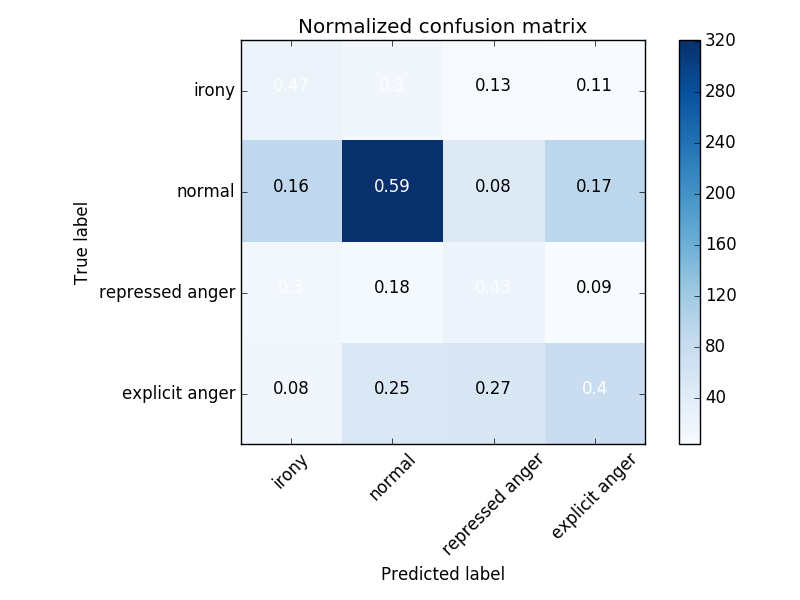 Normalized confusion matrix
irony 0.47 0.3 0.13 0.11
normal 0.16 0.59 0.08 0.17
repressed anger 0.3 0.18 0.43 0.09
explicit anger 0.08 0.25 0.27 0.4
True label
irony normal repressed anger explicit anger
Predicted label
320
280
240
200
160
120
80
40